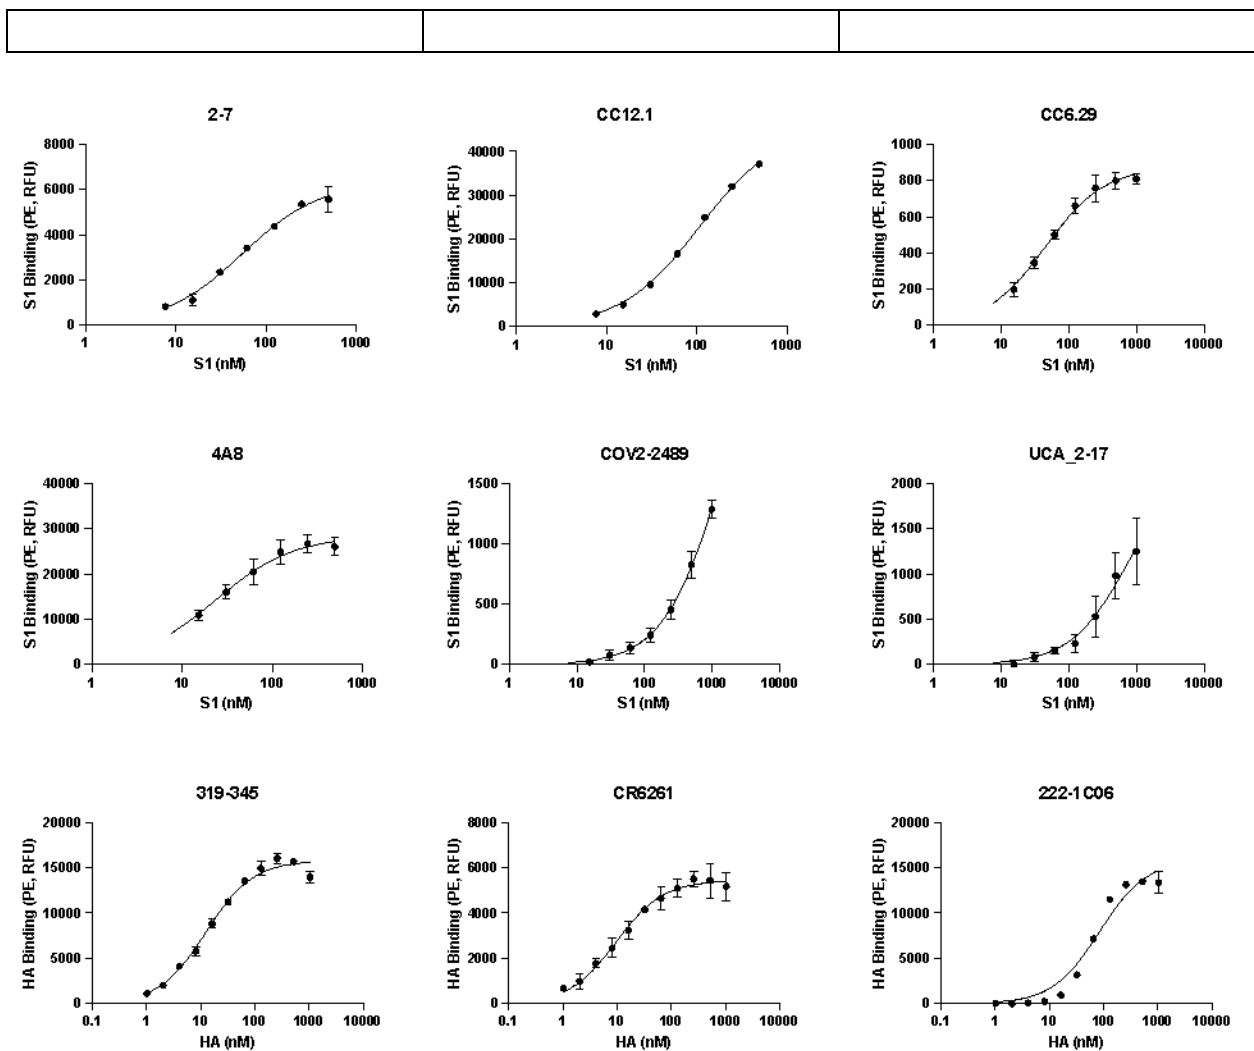 2-7
8000
6000
4000
2000
0
S1 Binding (PE, RFU)
1 10 100 1000
S1 (nM)
CC12.1
40000
30000
20000
10000
0
S1 Binding (PE, RFU)
1 10 100 1000
S1 (nM)
CC6.29
1000
800
600
400
200
0
S1 Binding (PE, RFU)
1 10 100 1000 10000
S1 (nM)
4A8
40000
30000
20000
10000
0
S1 Binding (PE, RFU)
1 10 100 1000
S1 (nM)
COV2-2489
1500
1000
500
0
S1 Binding (PE, RFU)
1 10 100 1000 10000
S1 (nM)
UCA_2-17
2000
1500
1000
500
0
S1 Binding (PE, RFU)
1 10 100 1000 10000
S1 (nM)
319-345
20000
15000
10000
5000
0
HA Binding (PE, RFU)
0.1 1 10 100 1000 10000
HA (nM)
CR6261
8000
6000
4000
2000
0
HA Binding (PE, RFU)
0.1 1 10 100 1000 10000
HA (nM)
222-1C06
20000
15000
10000
5000
0
HA Binding (PE, RFU)
0.1 1 10 100 1000 10000
HA (nM)